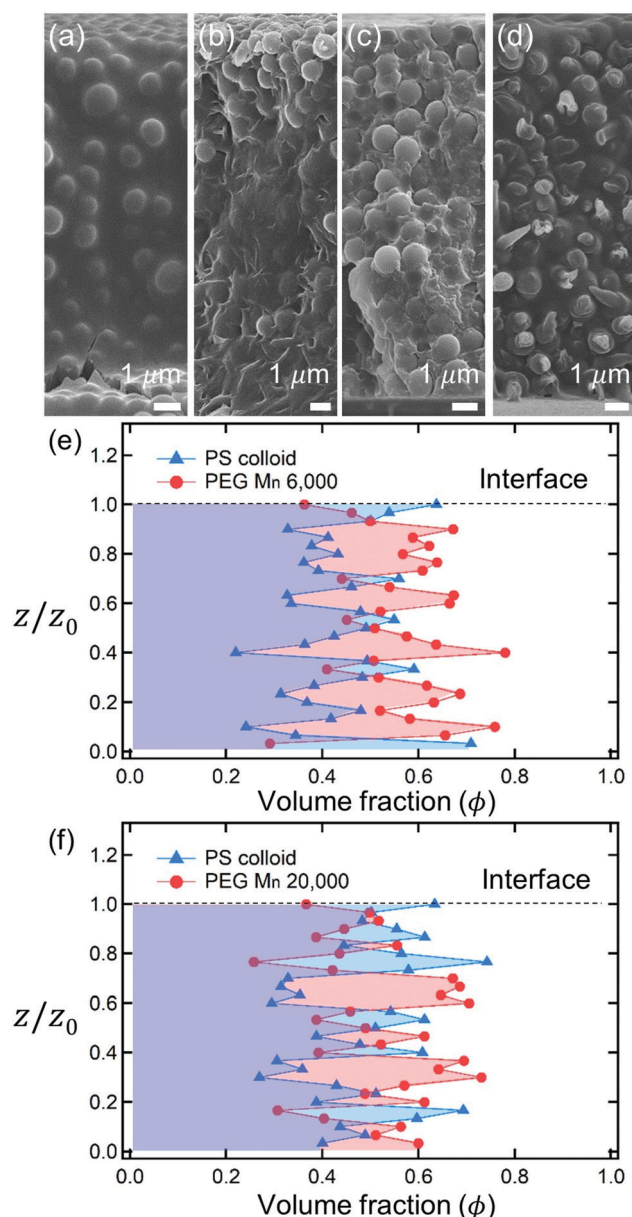 (a) (b) (c) (d)
1 μm 1 μm 1 μm 1 μm
(e)
1.2
PS colloid
PEG Mn 6,000
Interface
1.0
0.8
z/z0
0.6
0.4
0.2
0.0
0.0 0.2 0.4 0.6 0.8 1.0
Volume fraction (ϕ)
(f)
1.2
PS colloid
PEG Mn 20,000
Interface
1.0
0.8
z/z0
0.6
0.4
0.2
0.0
0.0 0.2 0.4 0.6 0.8 1.0
Volume fraction (ϕ)